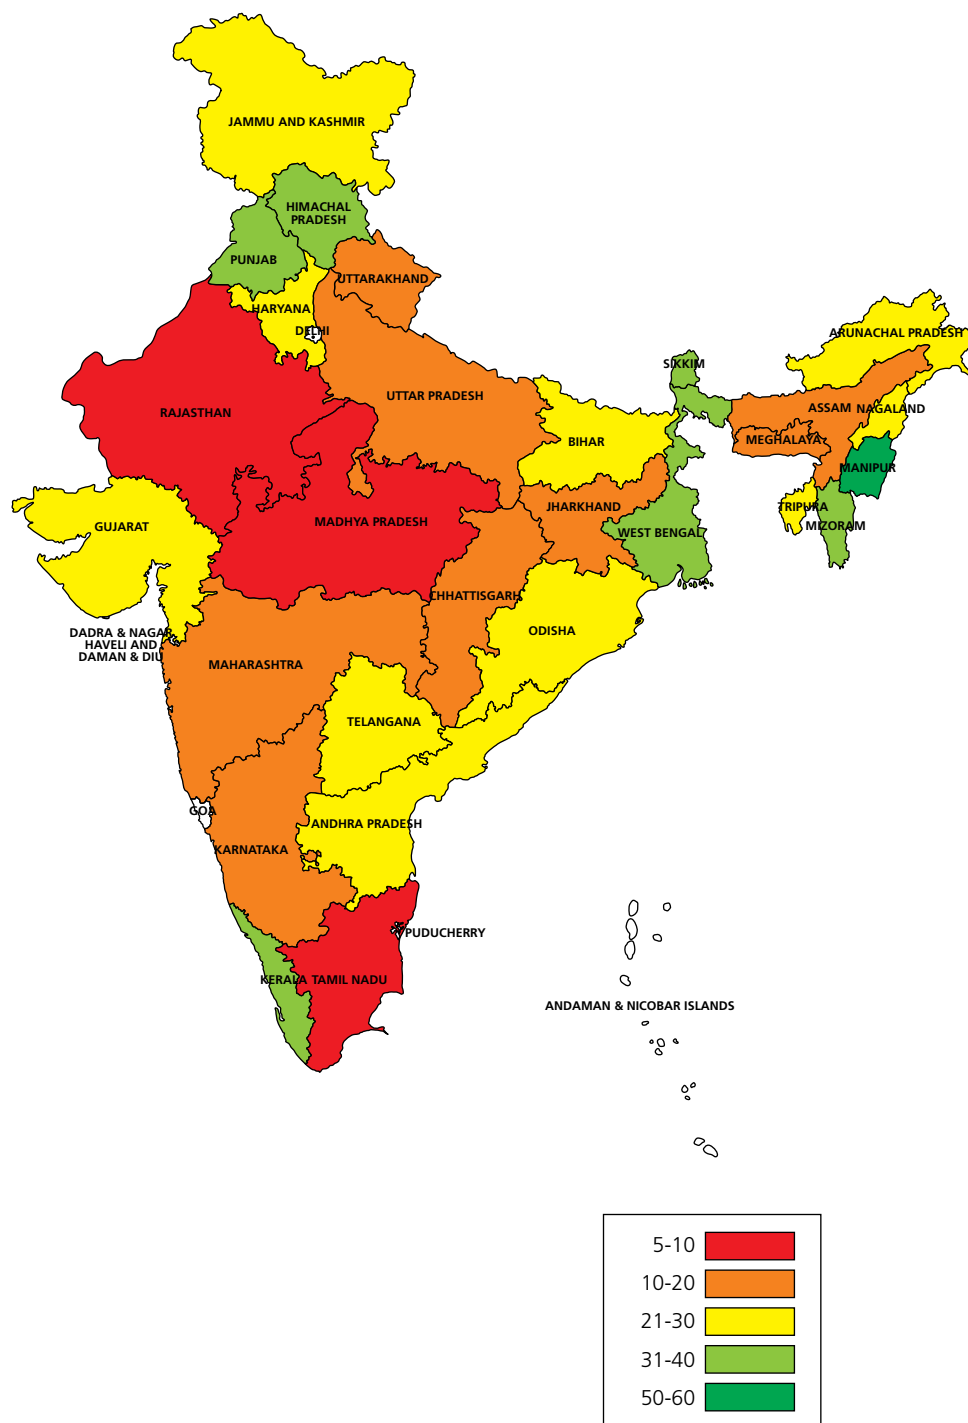 JAMMU AND KASHMIR
HIMACHAL
PRADESH
PUNJAB
UTTARAKHAND
HARYANA
DELHI
ARUNACHAL PRADESH
SIKKIM
UTTAR PRADESH
RAJASTHAN
ASSAM
NAGALAND
BIHAR
MEGHALAYA
MANIPUR
JHARKHAND
TRIPURA
GUJARAT
MADHYA PRADESH
MIZORAM
WEST BENGAL
CHHATTISGARH
DADRA & NAGAR
HAVELI AND
DAMAN & DIU
ODISHA
MAHARASHTRA
TELANGANA
GOA
ANDHRA PRADESH
KARNATAKA
PUDUCHERRY
KERALA
TAMIL NADU
ANDAMAN & NICOBAR ISLANDS
5-10
10-20
21-30
31-40
50-60